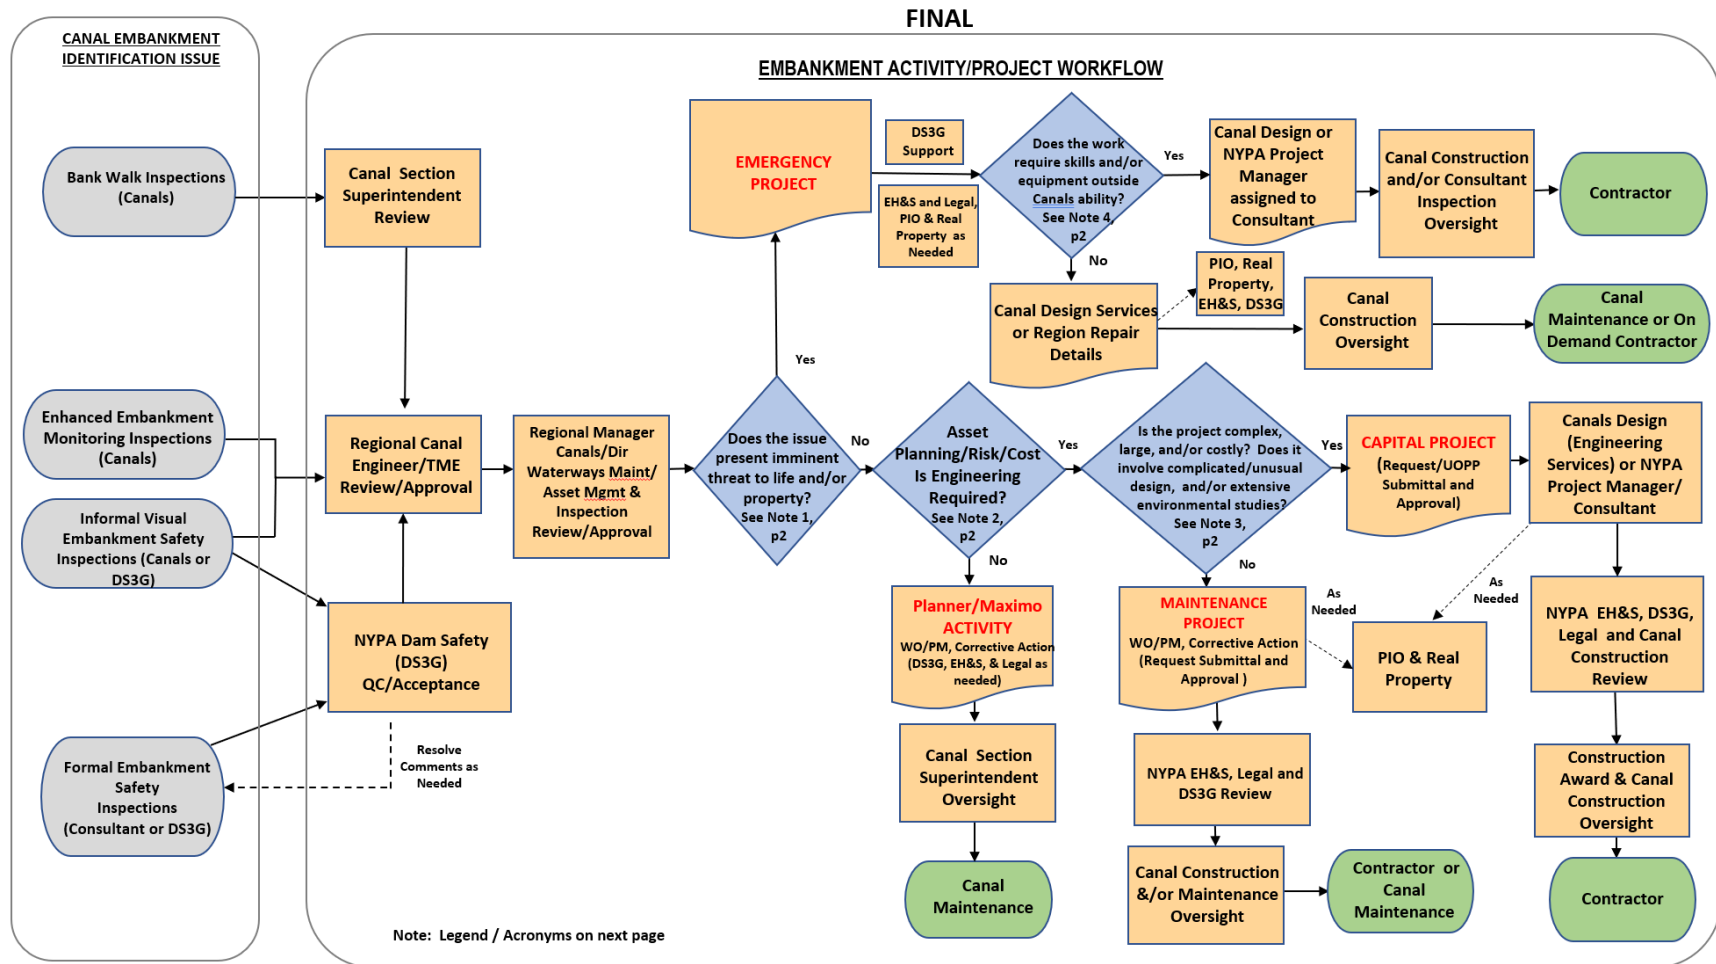 FINAL
CANAL EMBANKMENT
IDENTIFICATION ISSUE
EMBANKMENT ACTIVITY/PROJECT WORKFLOW
Bank Walk Inspections
(Canals)
Canal Section
Superintendent
Review
EMERGENCY
PROJECT
DS3G
Support
EH&S and Legal,
PIO & Real
Property as
Needed
Does the work
require skills and/or
equipment outside
Canals ability?
See Note 4,
p2
Yes
No
Canal Design or
NYPA Project
Manager
assigned to
Consultant
Canal Construction
and/or Consultant
Inspection
Oversight
Contractor
PIO, Real
Property,
EH&S, DS3G
Canal Design Services
or Region Repair
Details
Canal
Construction
Oversight
Canal
Maintenance or On
Demand Contractor
Yes
Enhanced Embankment
Monitoring Inspections
(Canals)
Informal Visual
Embankment Safety
Inspections (Canals or
DS3G)
Regional Canal
Engineer/TME
Review/Approval
Regional Manager
Canals/Dir
Waterways Maint/
Asset Mgmt &
Inspection
Review/Approval
Does the issue
present imminent
threat to life and/or
property?
See Note 1,
p2
No
Asset
Planning/Risk/Cost
Is Engineering
Required?
See Note 2,
p2
Yes
No
Is the project complex,
large, and/or costly? Does it
involve complicated/unusual
design, and/or extensive
environmental studies?
See Note 3,
p2
Yes
No
CAPITAL PROJECT
(Request/UOPP
Submittal and
Approval)
Canals Design
(Engineering
Services) or NYPA
Project Manager/
Consultant
NYPA Dam Safety
(DS3G)
QC/Acceptance
Resolve
Comments as
Needed
Formal Embankment
Safety
Inspections
(Consultant or DS3G)
Planner/Maximo
ACTIVITY
WO/PM, Corrective Action
(DS3G, EH&S, & Legal as
needed)
MAINTENANCE
PROJECT
WO/PM, Corrective Action
(Request Submittal and
Approval )
As
Needed
As
Needed
PIO & Real
Property
NYPA EH&S, DS3G,
Legal and Canal
Construction
Review
Canal Section
Superintendent
Oversight
NYPA EH&S, Legal and
DS3G Review
Construction
Award & Canal
Construction
Oversight
Canal
Maintenance
Canal Construction
&/or Maintenance
Oversight
Contractor or
Canal
Maintenance
Contractor
Note: Legend / Acronyms on next page